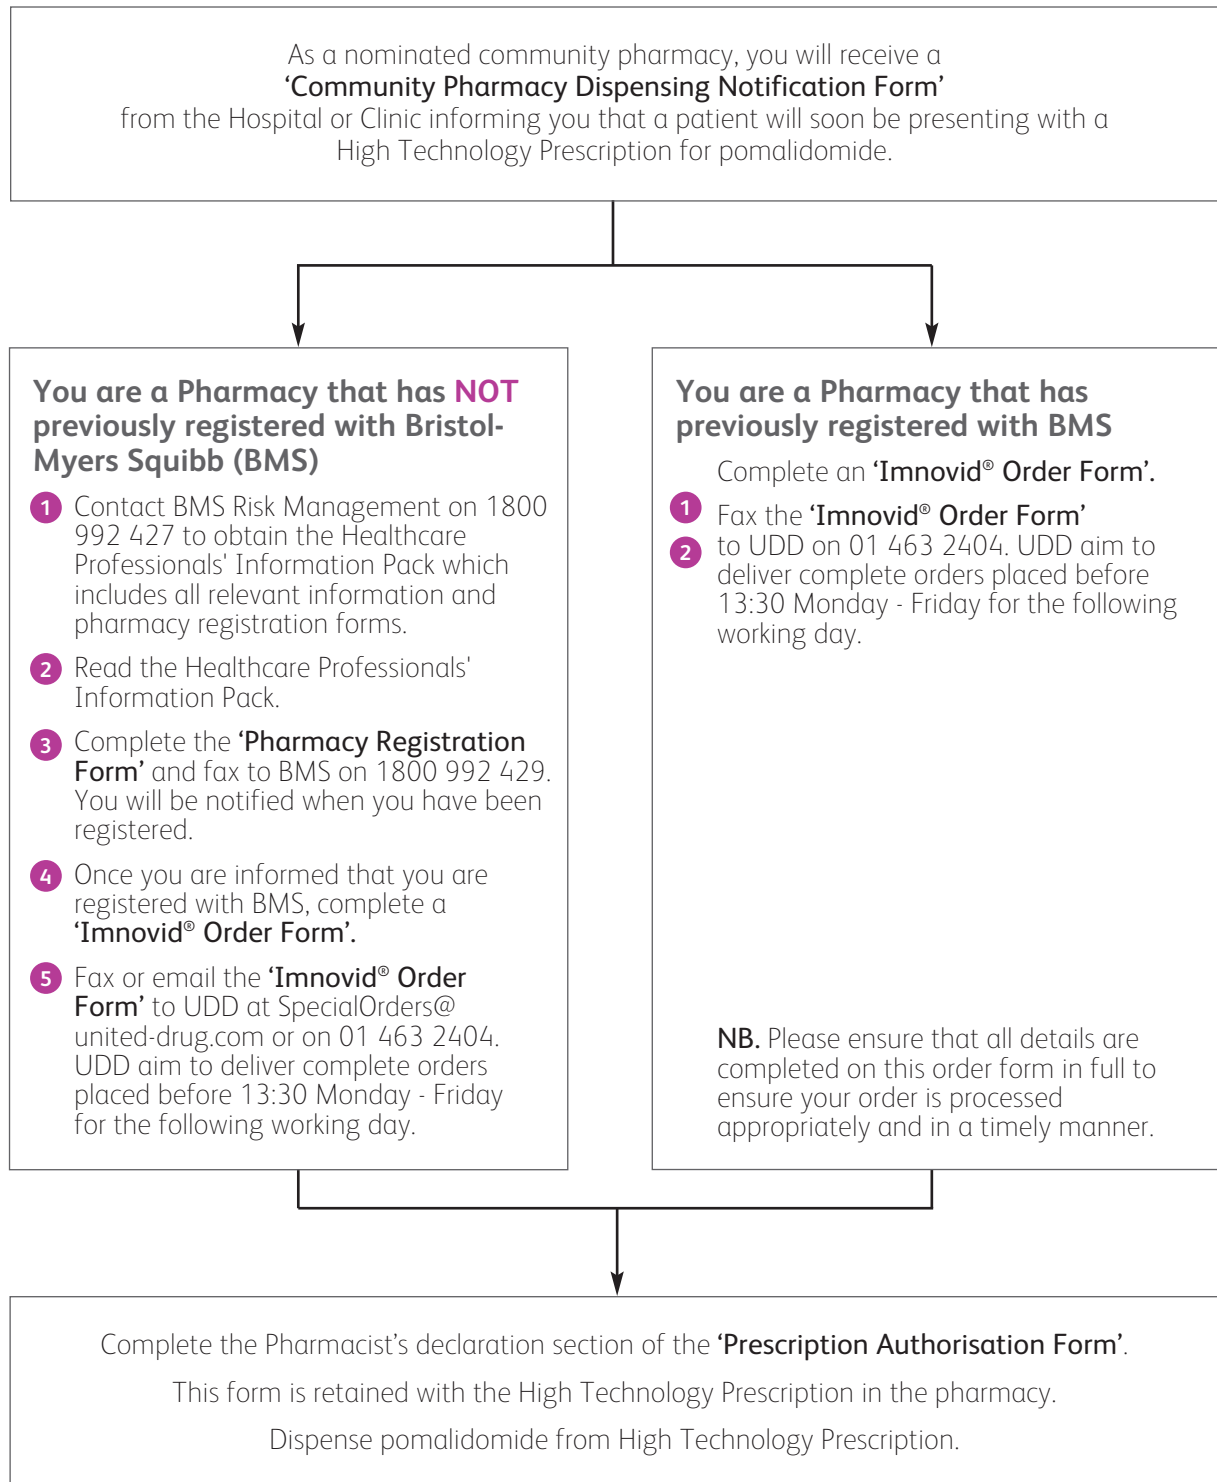 As a nominated community pharmacy, you will receive a
‘Community Pharmacy Dispensing Notification Form’
from the Hospital or Clinic informing you that a patient will soon be presenting with a
High Technology Prescription for pomalidomide.
You are a Pharmacy that has NOT
previously registered with Bristol-
Myers Squibb (BMS)
1 Contact BMS Risk Management on 1800
992 427 to obtain the Healthcare
Professionals' Information Pack which
includes all relevant information and
pharmacy registration forms.
2 Read the Healthcare Professionals'
Information Pack.
3 Complete the ‘Pharmacy Registration
Form’ and fax to BMS on 1800 992 429.
You will be notified when you have been
registered.
4 Once you are informed that you are
registered with BMS, complete a
‘Imnovid® Order Form’.
5 Fax or email the ‘Imnovid® Order
Form’ to UDD at SpecialOrders@
united-drug.com or on 01 463 2404.
UDD aim to deliver complete orders
placed before 13:30 Monday - Friday
for the following working day.
You are a Pharmacy that has
previously registered with BMS
Complete an ‘Imnovid® Order Form’.
1 Fax the ‘Imnovid® Order Form’
2 to UDD on 01 463 2404. UDD aim to
deliver complete orders placed before
13:30 Monday - Friday for the following
working day.
NB. Please ensure that all details are
completed on this order form in full to
ensure your order is processed
appropriately and in a timely manner.
Complete the Pharmacist’s declaration section of the ‘Prescription Authorisation Form’.
This form is retained with the High Technology Prescription in the pharmacy.
Dispense pomalidomide from High Technology Prescription.